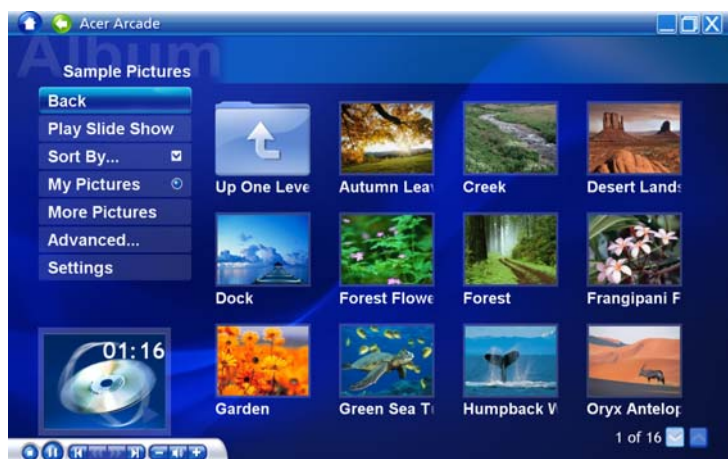 Acer Arcade
Album
Sample Pictures
Back
Play Slide Show
Sort By...
My Pictures
More Pictures
Advanced...
Settings
01:16
Up One Leve
Autumn Lea
Creek
Desert Lands
Dock
Forest Flowe
Forest
Frangipani F
Garden
Green Sea T
Humpback W
Oryx Antelop
1 of 16